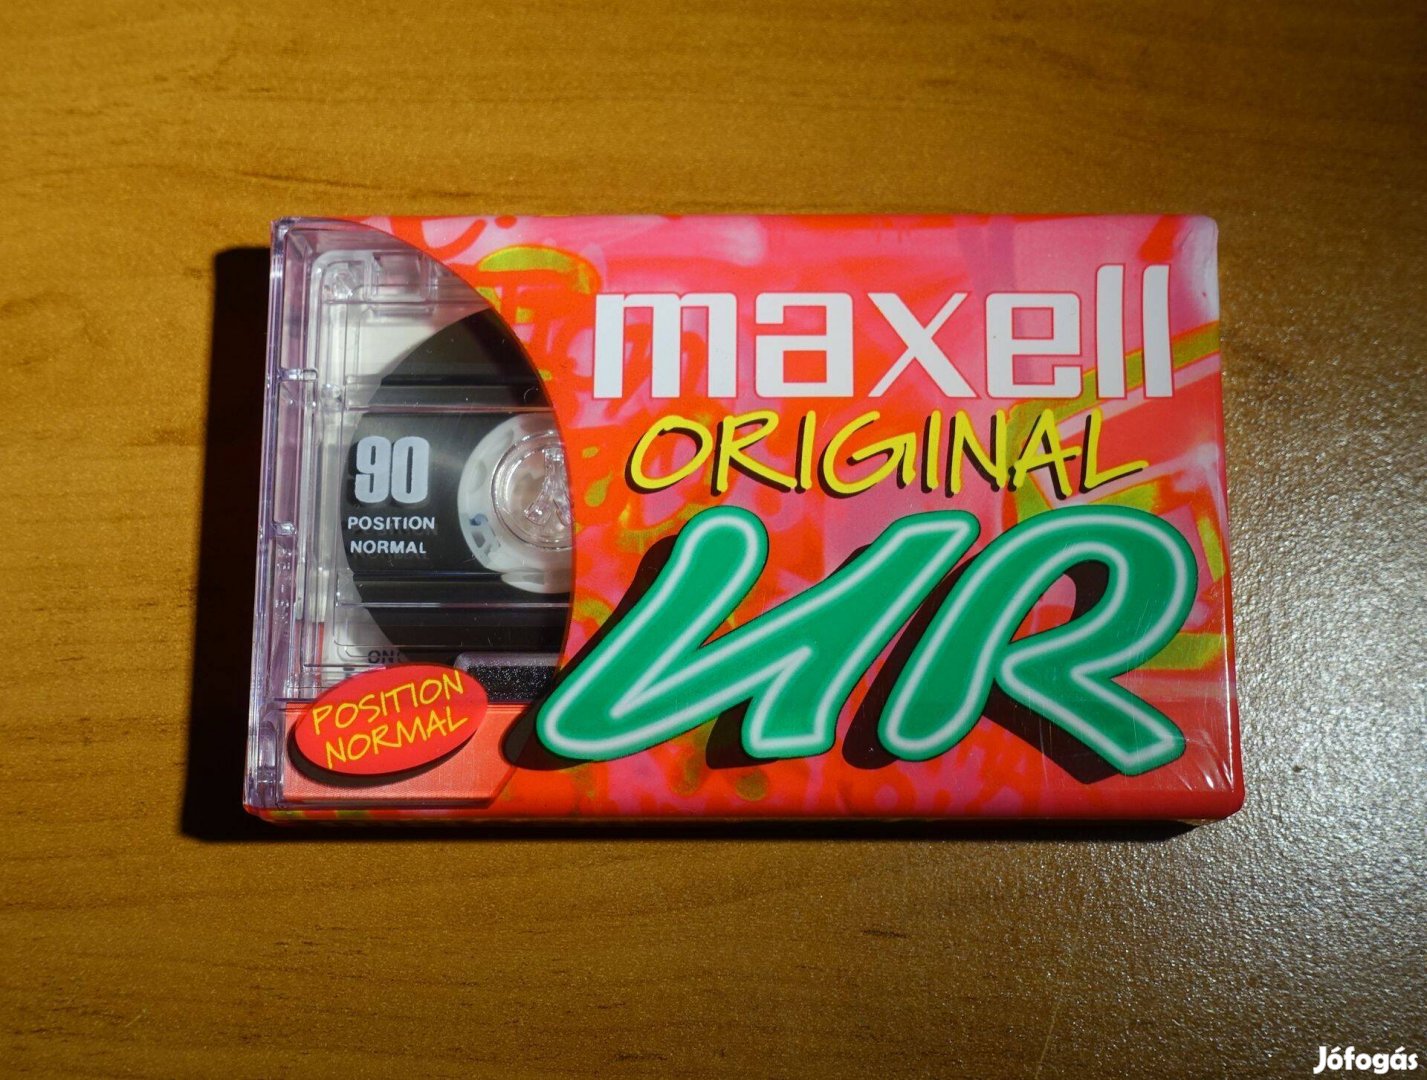 maxell
ORIGINAL
UR
90
POSITION
NORMAL
POSITION
NORMAL
Jófogás